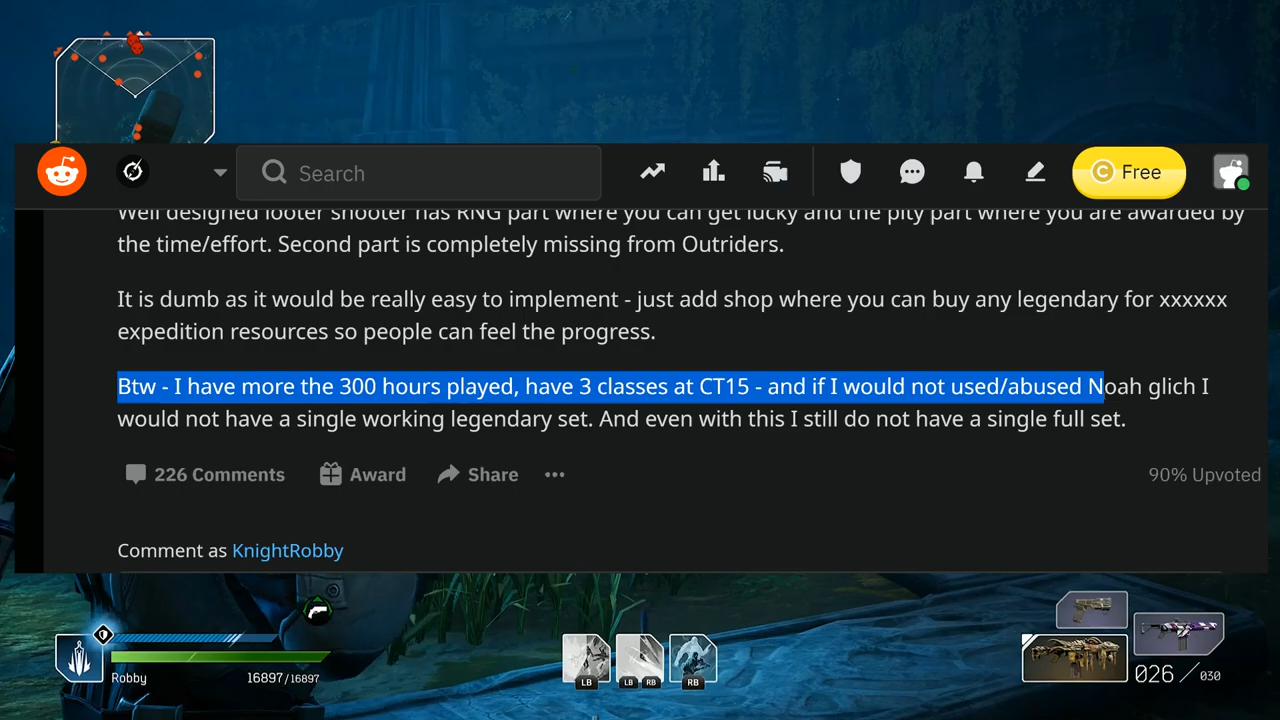 Search
Free
Well designed looter shooter has RNG part where you can get lucky and the pity part where you are awarded by
the time/effort. Second part is completely missing from Outriders.
It is dumb as it would be really easy to implement - just add shop where you can buy any legendary for xxxxxx
expedition resources so people can feel the progress.
Btw - I have more the 300 hours played, have 3 classes at CT15 - and if I would not used/abused Noah glich I
would not have a single working legendary set. And even with this I still do not have a single full set.
226 Comments Award Share 90% Upvoted
Comment as KnightRobby
Robby 16897/16897
LB LB RB RB
026 / 030